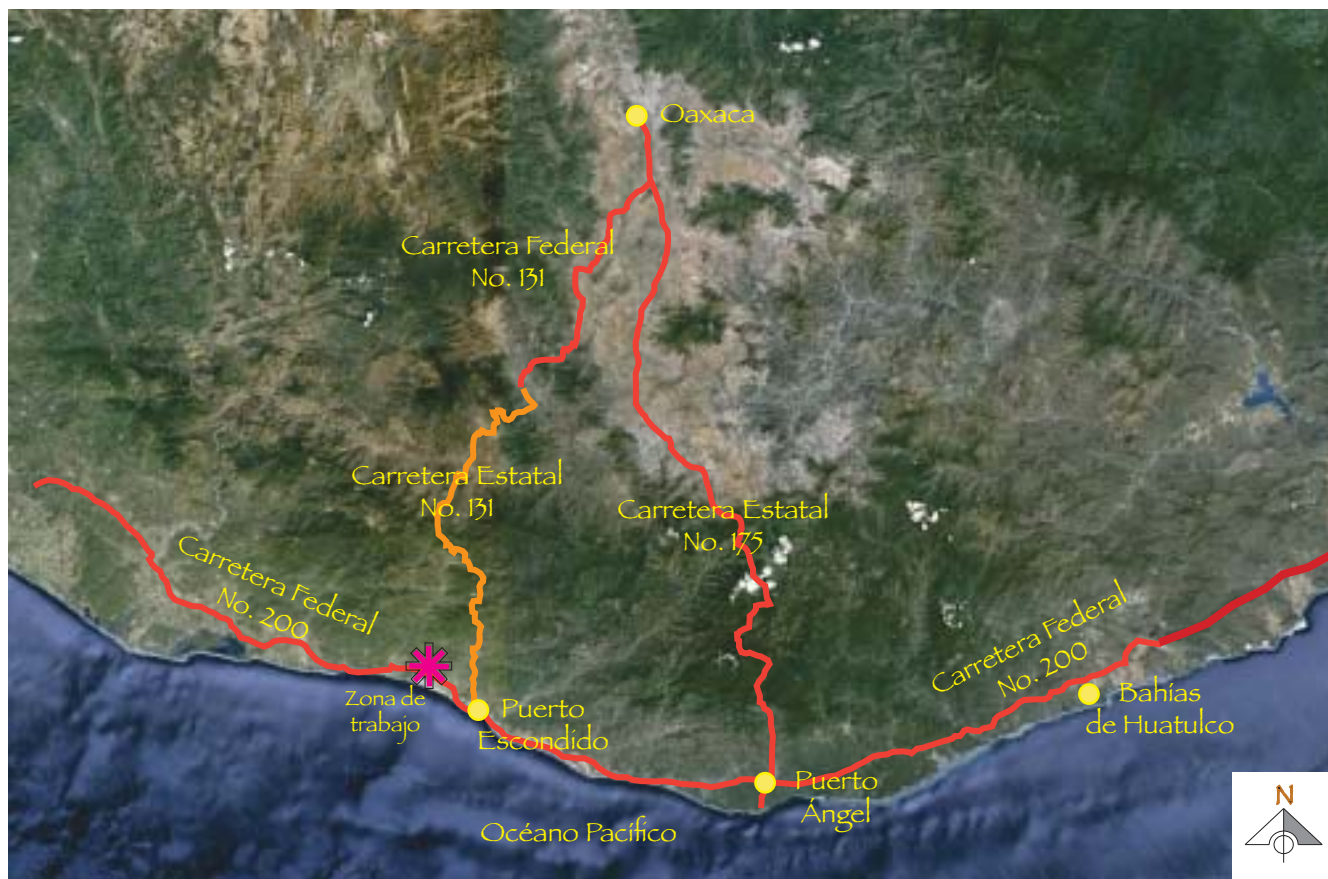 Oaxaca
Carretera Federal
No. 131
Carretera Estatal
No. 131
Carretera Estatal
No. 175
Carretera Federal
No. 200
Carretera Federal
No. 200
Zona de
trabajo
Puerto
Escondido
Bahías
de Huatulco
Puerto
Ángel
Océano Pacífico
N